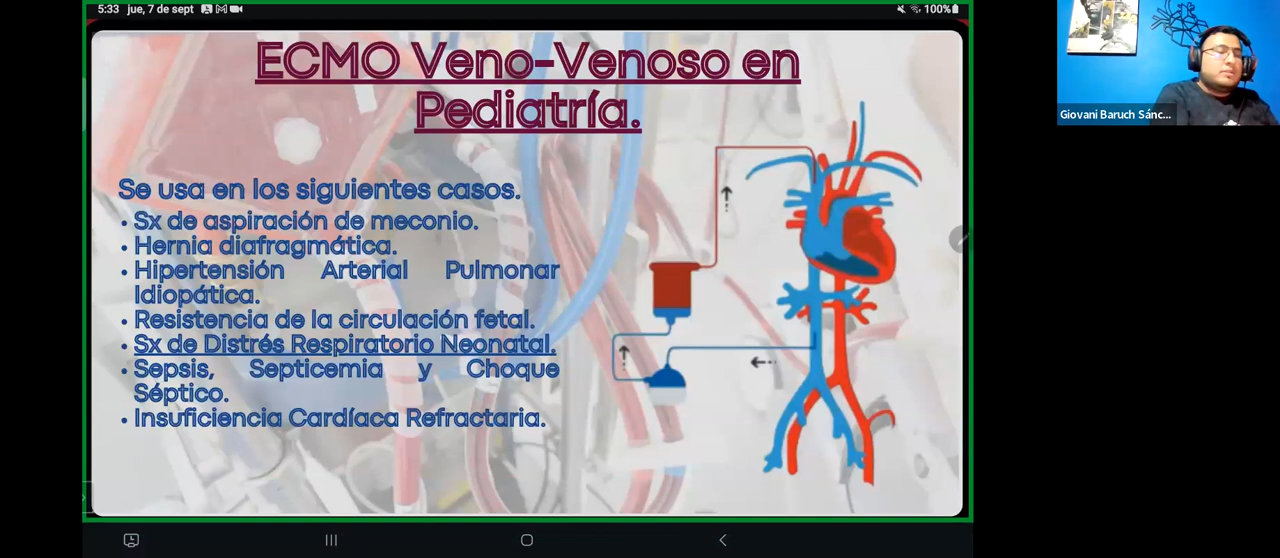 5:33 jue, 7 de sept
100%
ECMO Veno-Venoso en
Pediatría.
Se usa en los siguientes casos.
• Sx de aspiración de meconio.
• Hernia diafragmática.
• Hipertensión Arterial Pulmonar
Idiopática.
• Resistencia de la circulación fetal.
• Sx de Distrés Respiratorio Neonatal.
• Sepsis, Septicemia y Choque
Séptico.
• Insuficiencia Cardíaca Refractaria.
Giovani Baruch Sánc...